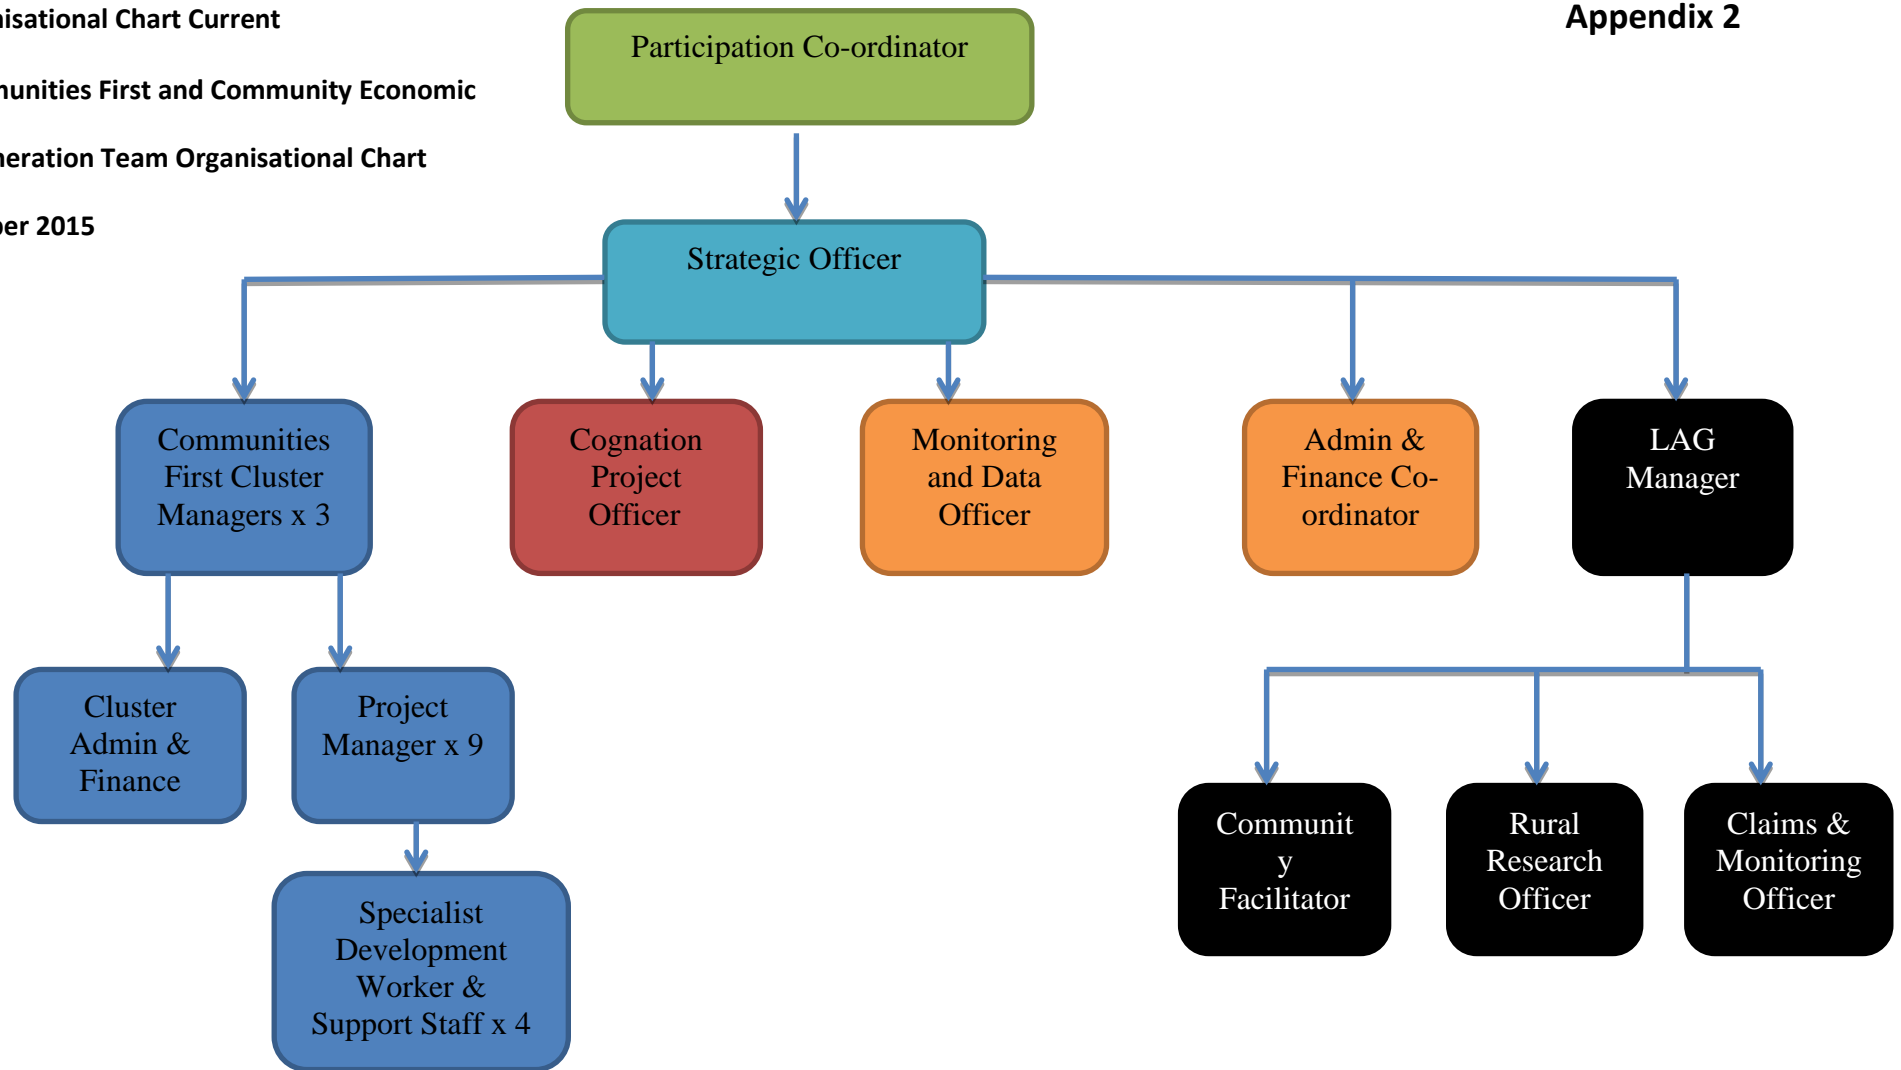 nisational Chart Current
Appendix 2
nunities First and Community Economic
neration Team Organisational Chart
ber 2015
Participation Co-ordinator
Strategic Officer
Communities
First Cluster
Managers x 3
Cognation
Project
Officer
Monitoring
and Data
Officer
Admin &
Finance Co-
ordinator
LAG
Manager
Cluster
Admin &
Finance
Project
Manager x 9
Specialist
Development
Worker &
Support Staff x 4
Communit
y
Facilitator
Rural
Research
Officer
Claims &
Monitoring
Officer